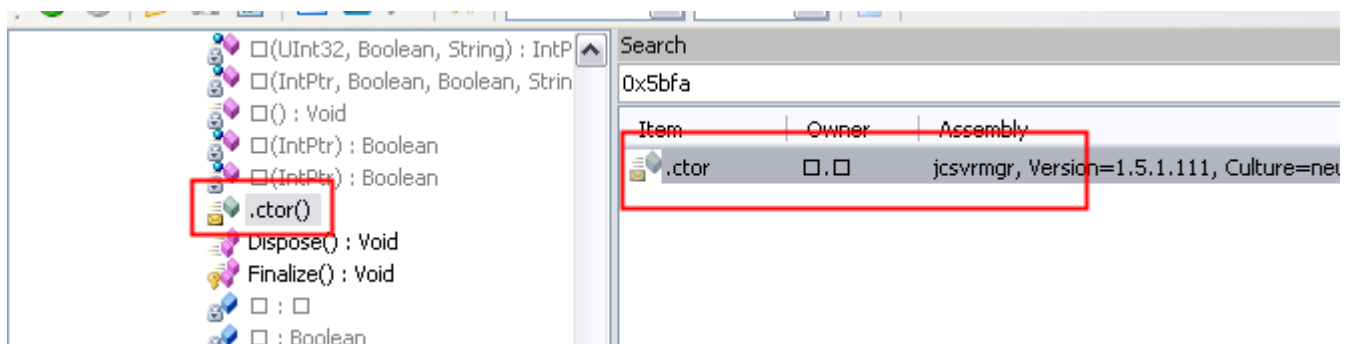 □(UInt32, Boolean, String) : IntP
□(IntPtr, Boolean, Boolean, Strin
□() : Void
□(IntPtr) : Boolean
□(IntPtr) : Boolean
.ctor()
Dispose() : Void
Finalize() : Void
□ : □
□ : Boolean
Search
0x5bfa
Item Owner Assembly
.ctor □.□ jcsvrmgr, Version=1.5.1.111, Culture=neu